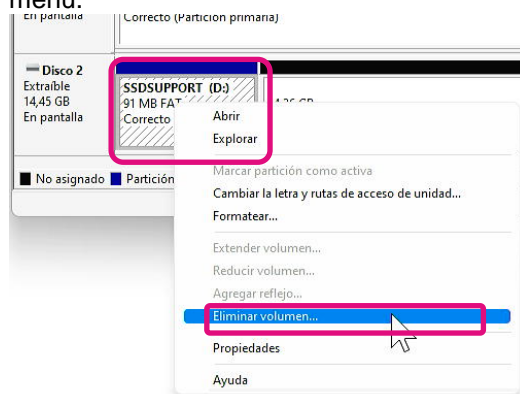 menú.
En pantalla
Correcto (Partición primaria)
Disco 2
Extraíble
14,45 GB
En pantalla
SSDSUPPORT (D:)
91 MB FAT
Correcto
GB
No asignado
Partición
Abrir
Explorar
Marcar partición como activa
Cambiar la letra y rutas de acceso de unidad...
Formatear...
Extender volumen...
Reducir volumen...
Agregar reflejo...
Eliminar volumen...
Propiedades
Ayuda